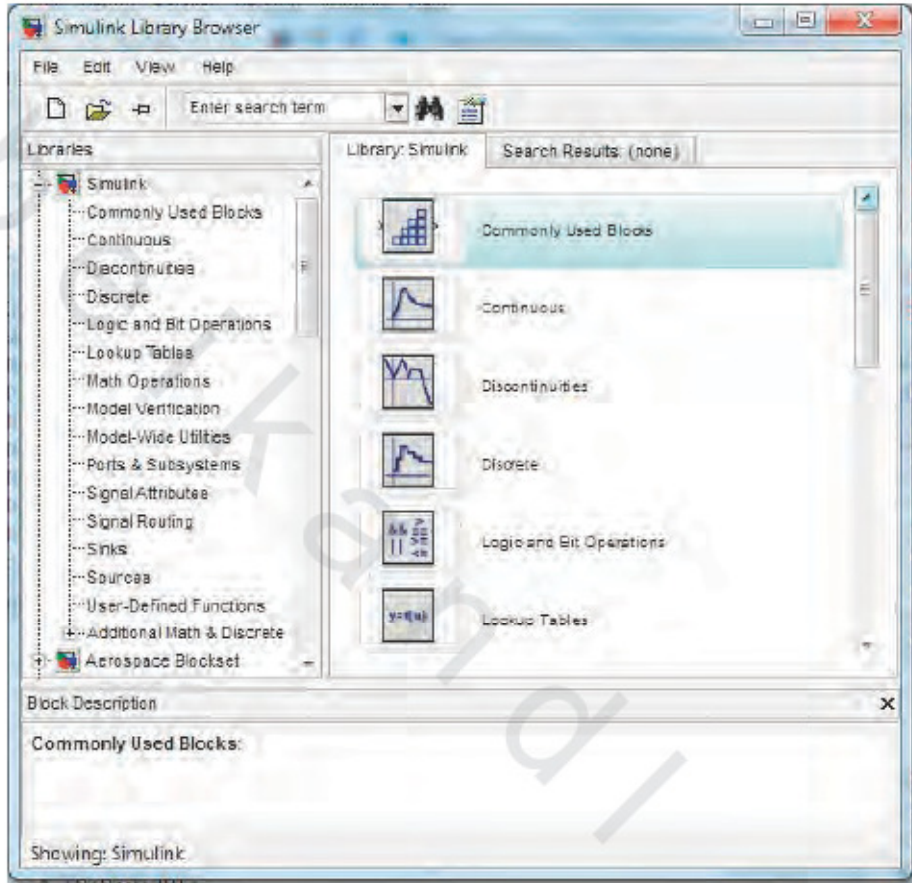 Simulink Library Browser
File Edit View Help
Enter search term
Libraries
Simulink
Commonly Used Blocks
Continuous
Discontinuities
Discrete
Logic and Bit Operations
Lookup Tables
Math Operations
Model Verification
Model-Wide Utilities
Ports & Subsystems
Signal Attributes
Signal Routing
Sinks
Sources
User-Defined Functions
Additional Math & Discrete
Aerospace Blockset
Library: Simulink Search Results: (none)
Commonly Used Blocks
Continuous
Discontinuities
Discrete
Logic and Bit Operations
y=f(u)
Lookup Tables
Block Description
Commonly Used Blocks:
Showing: Simulink